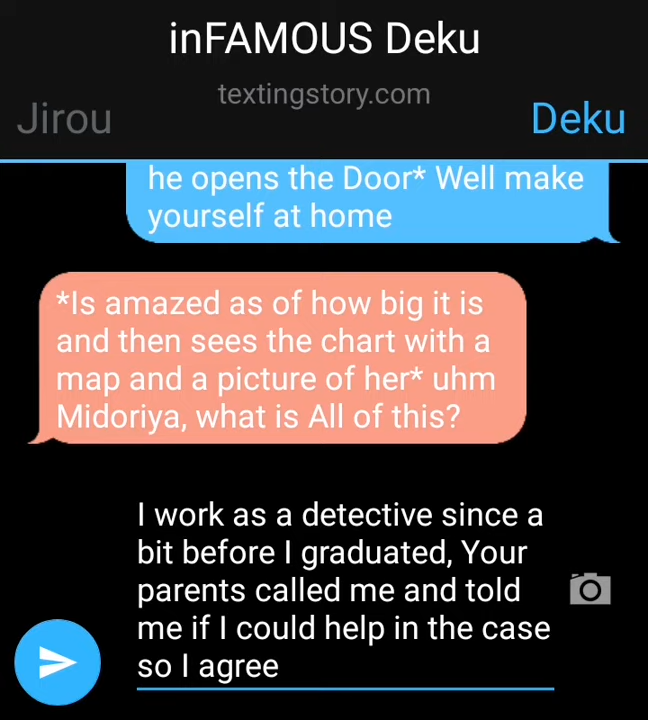 inFAMOUS Deku
textingstory.com
Jirou
Deku
he opens the Door* Well make
yourself at home
*Is amazed as of how big it is
and then sees the chart with a
map and a picture of her* uhm
Midoriya, what is All of this?
I work as a detective since a
bit before I graduated, Your
parents called me and told
me if I could help in the case
so I agree